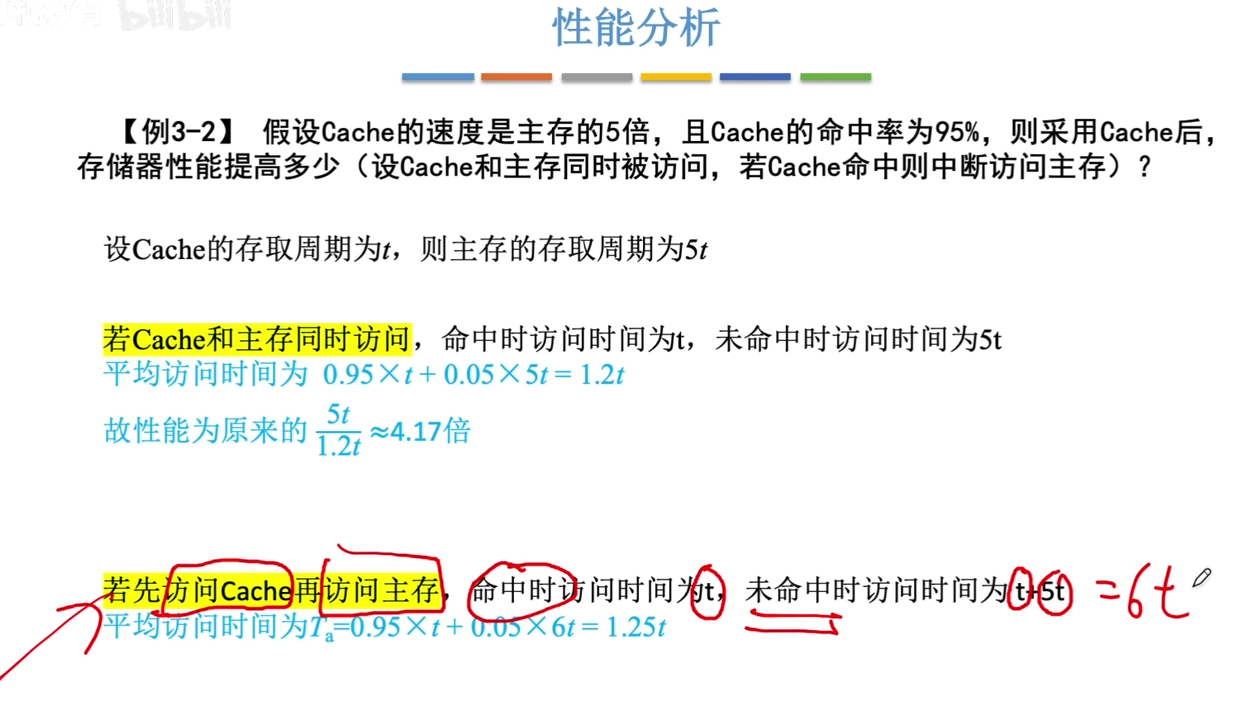 bilibili
性能分析
【例3-2】 假设Cache的速度是主存的5倍，且Cache的命中率为95%，则采用Cache后，
存储器性能提高多少（设Cache和主存同时被访问，若Cache命中则中断访问主存）？
设Cache的存取周期为t，则主存的存取周期为5t
若Cache和主存同时访问，命中时访问时间为t，未命中时访问时间为5t
平均访问时间为 0.95×t + 0.05×5t = 1.2t
故性能为原来的 5t/1.2t ≈4.17倍
若先访问Cache再访问主存，命中时访问时间为t，未命中时访问时间为 t+5t =6t
平均访问时间为Ta=0.95×t + 0.05×6t = 1.25t